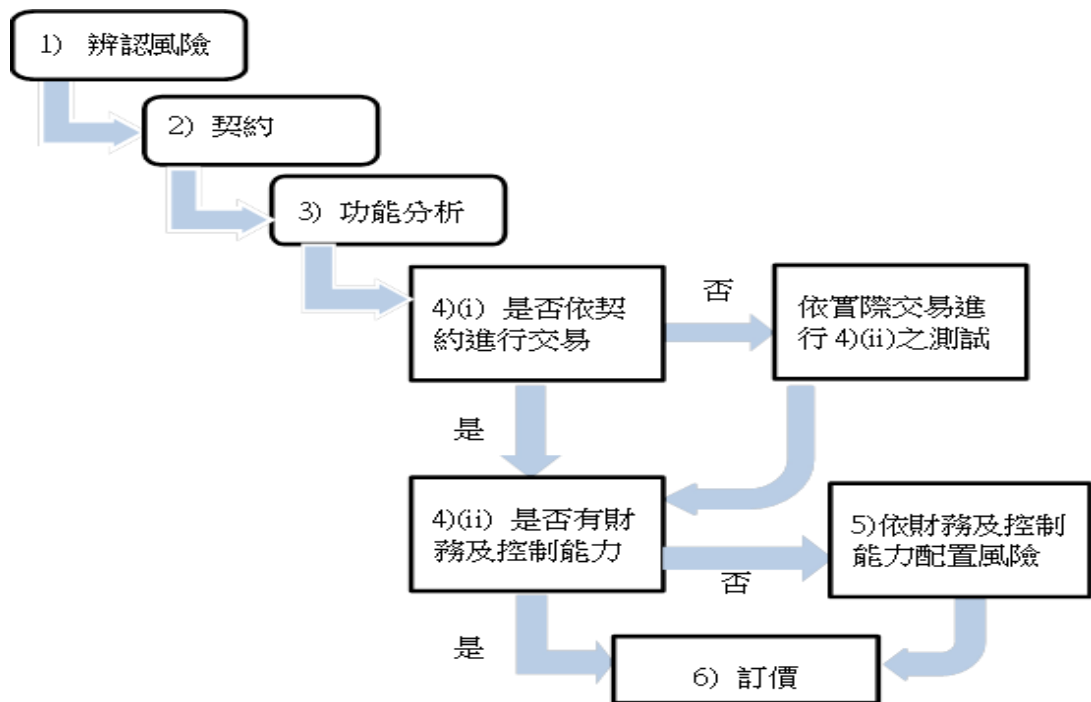 1) 辨認風險
2) 契約
3) 功能分析
4)(i) 是否依契
約進行交易
否
依實際交易進
行 4)(ii)之測試
是
4)(ii) 是否有財
務及控制能力
否
5)依財務及控制
能力配置風險
是
6) 訂價